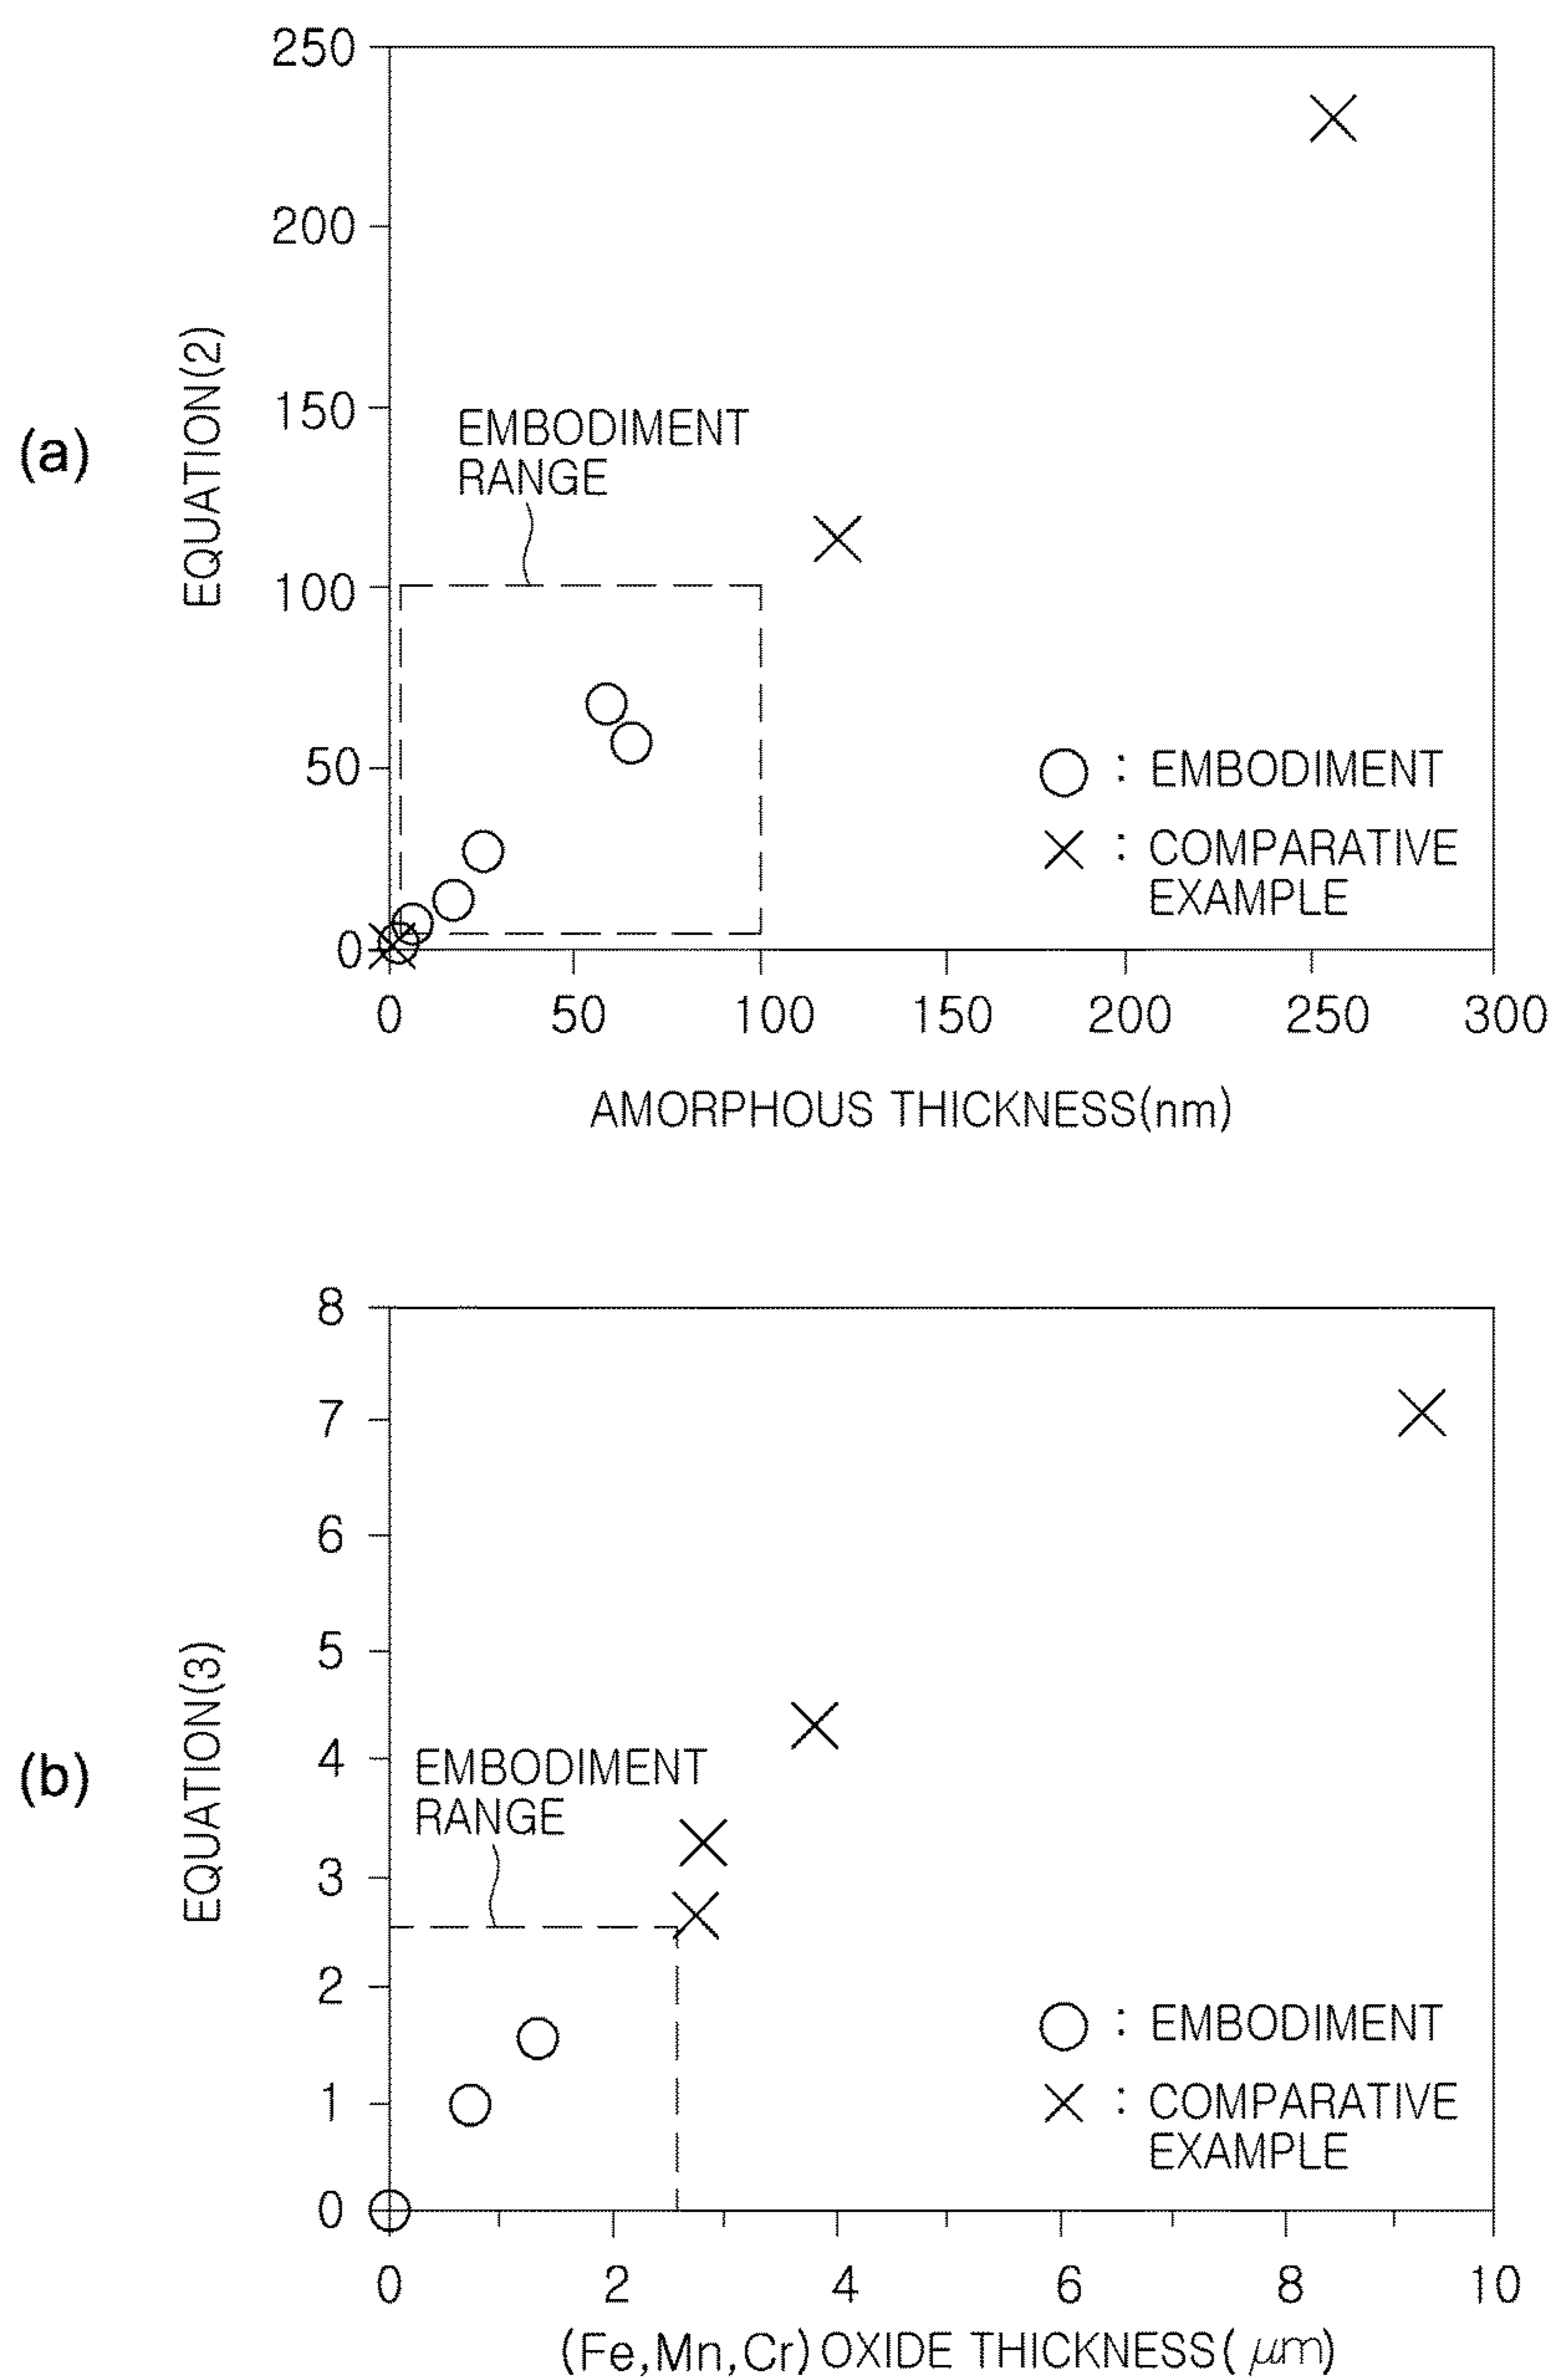 (a)
EQUATION(2)
250
200
150
100
50
0
EMBODIMENT
RANGE
○ : EMBODIMENT
× : COMPARATIVE
EXAMPLE
0 50 100 150 200 250 300
AMORPHOUS THICKNESS(nm)
(b)
EQUATION(3)
8
7
6
5
4
3
2
1
0
EMBODIMENT
RANGE
○ : EMBODIMENT
× : COMPARATIVE
EXAMPLE
0 2 4 6 8 10
(Fe,Mn,Cr) OXIDE THICKNESS( μm)